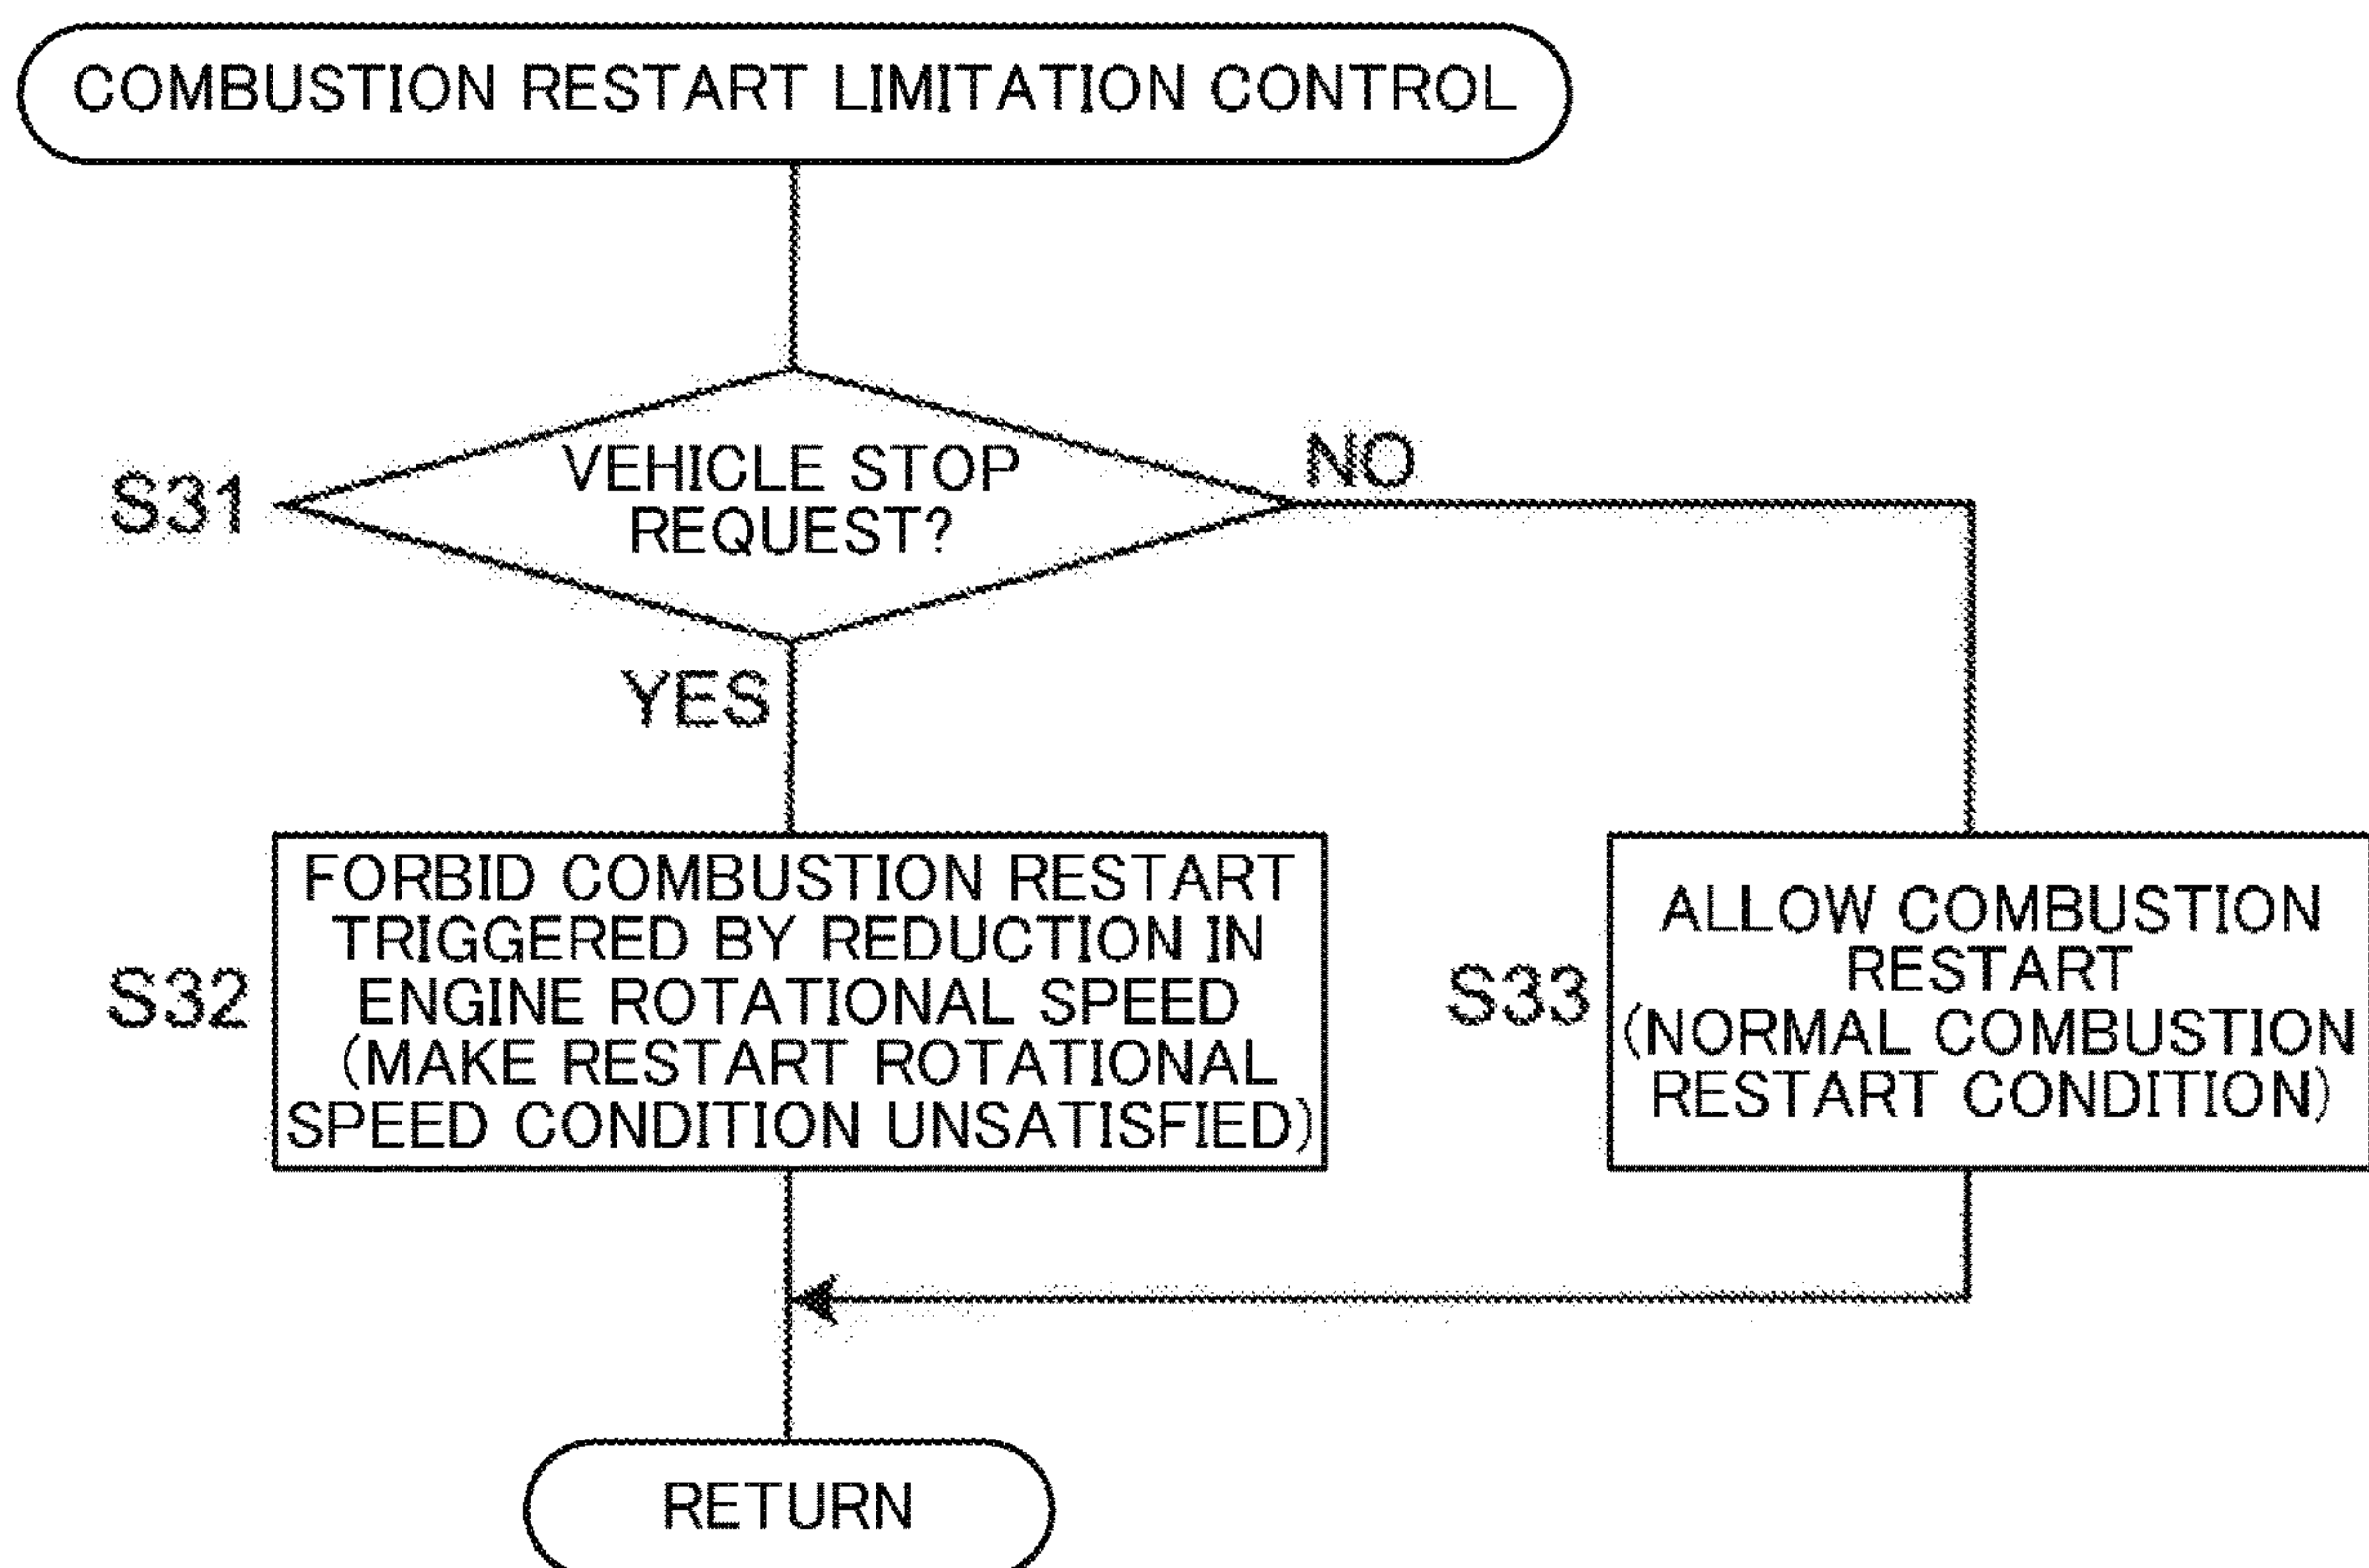 COMBUSTION RESTART LIMITATION CONTROL
S31
VEHICLE STOP
REQUEST?
NO
YES
S32
FORBID COMBUSTION RESTART
TRIGGERED BY REDUCTION IN
ENGINE ROTATIONAL SPEED
(MAKE RESTART ROTATIONAL
SPEED CONDITION UNSATISFIED)
S33
ALLOW COMBUSTION
RESTART
(NORMAL COMBUSTION
RESTART CONDITION)
RETURN